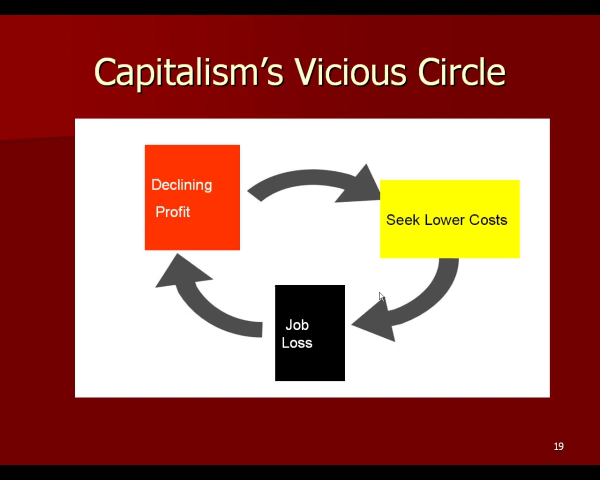 Capitalism's Vicious Circle
Declining
Profit
Seek Lower Costs
Job
Loss
19